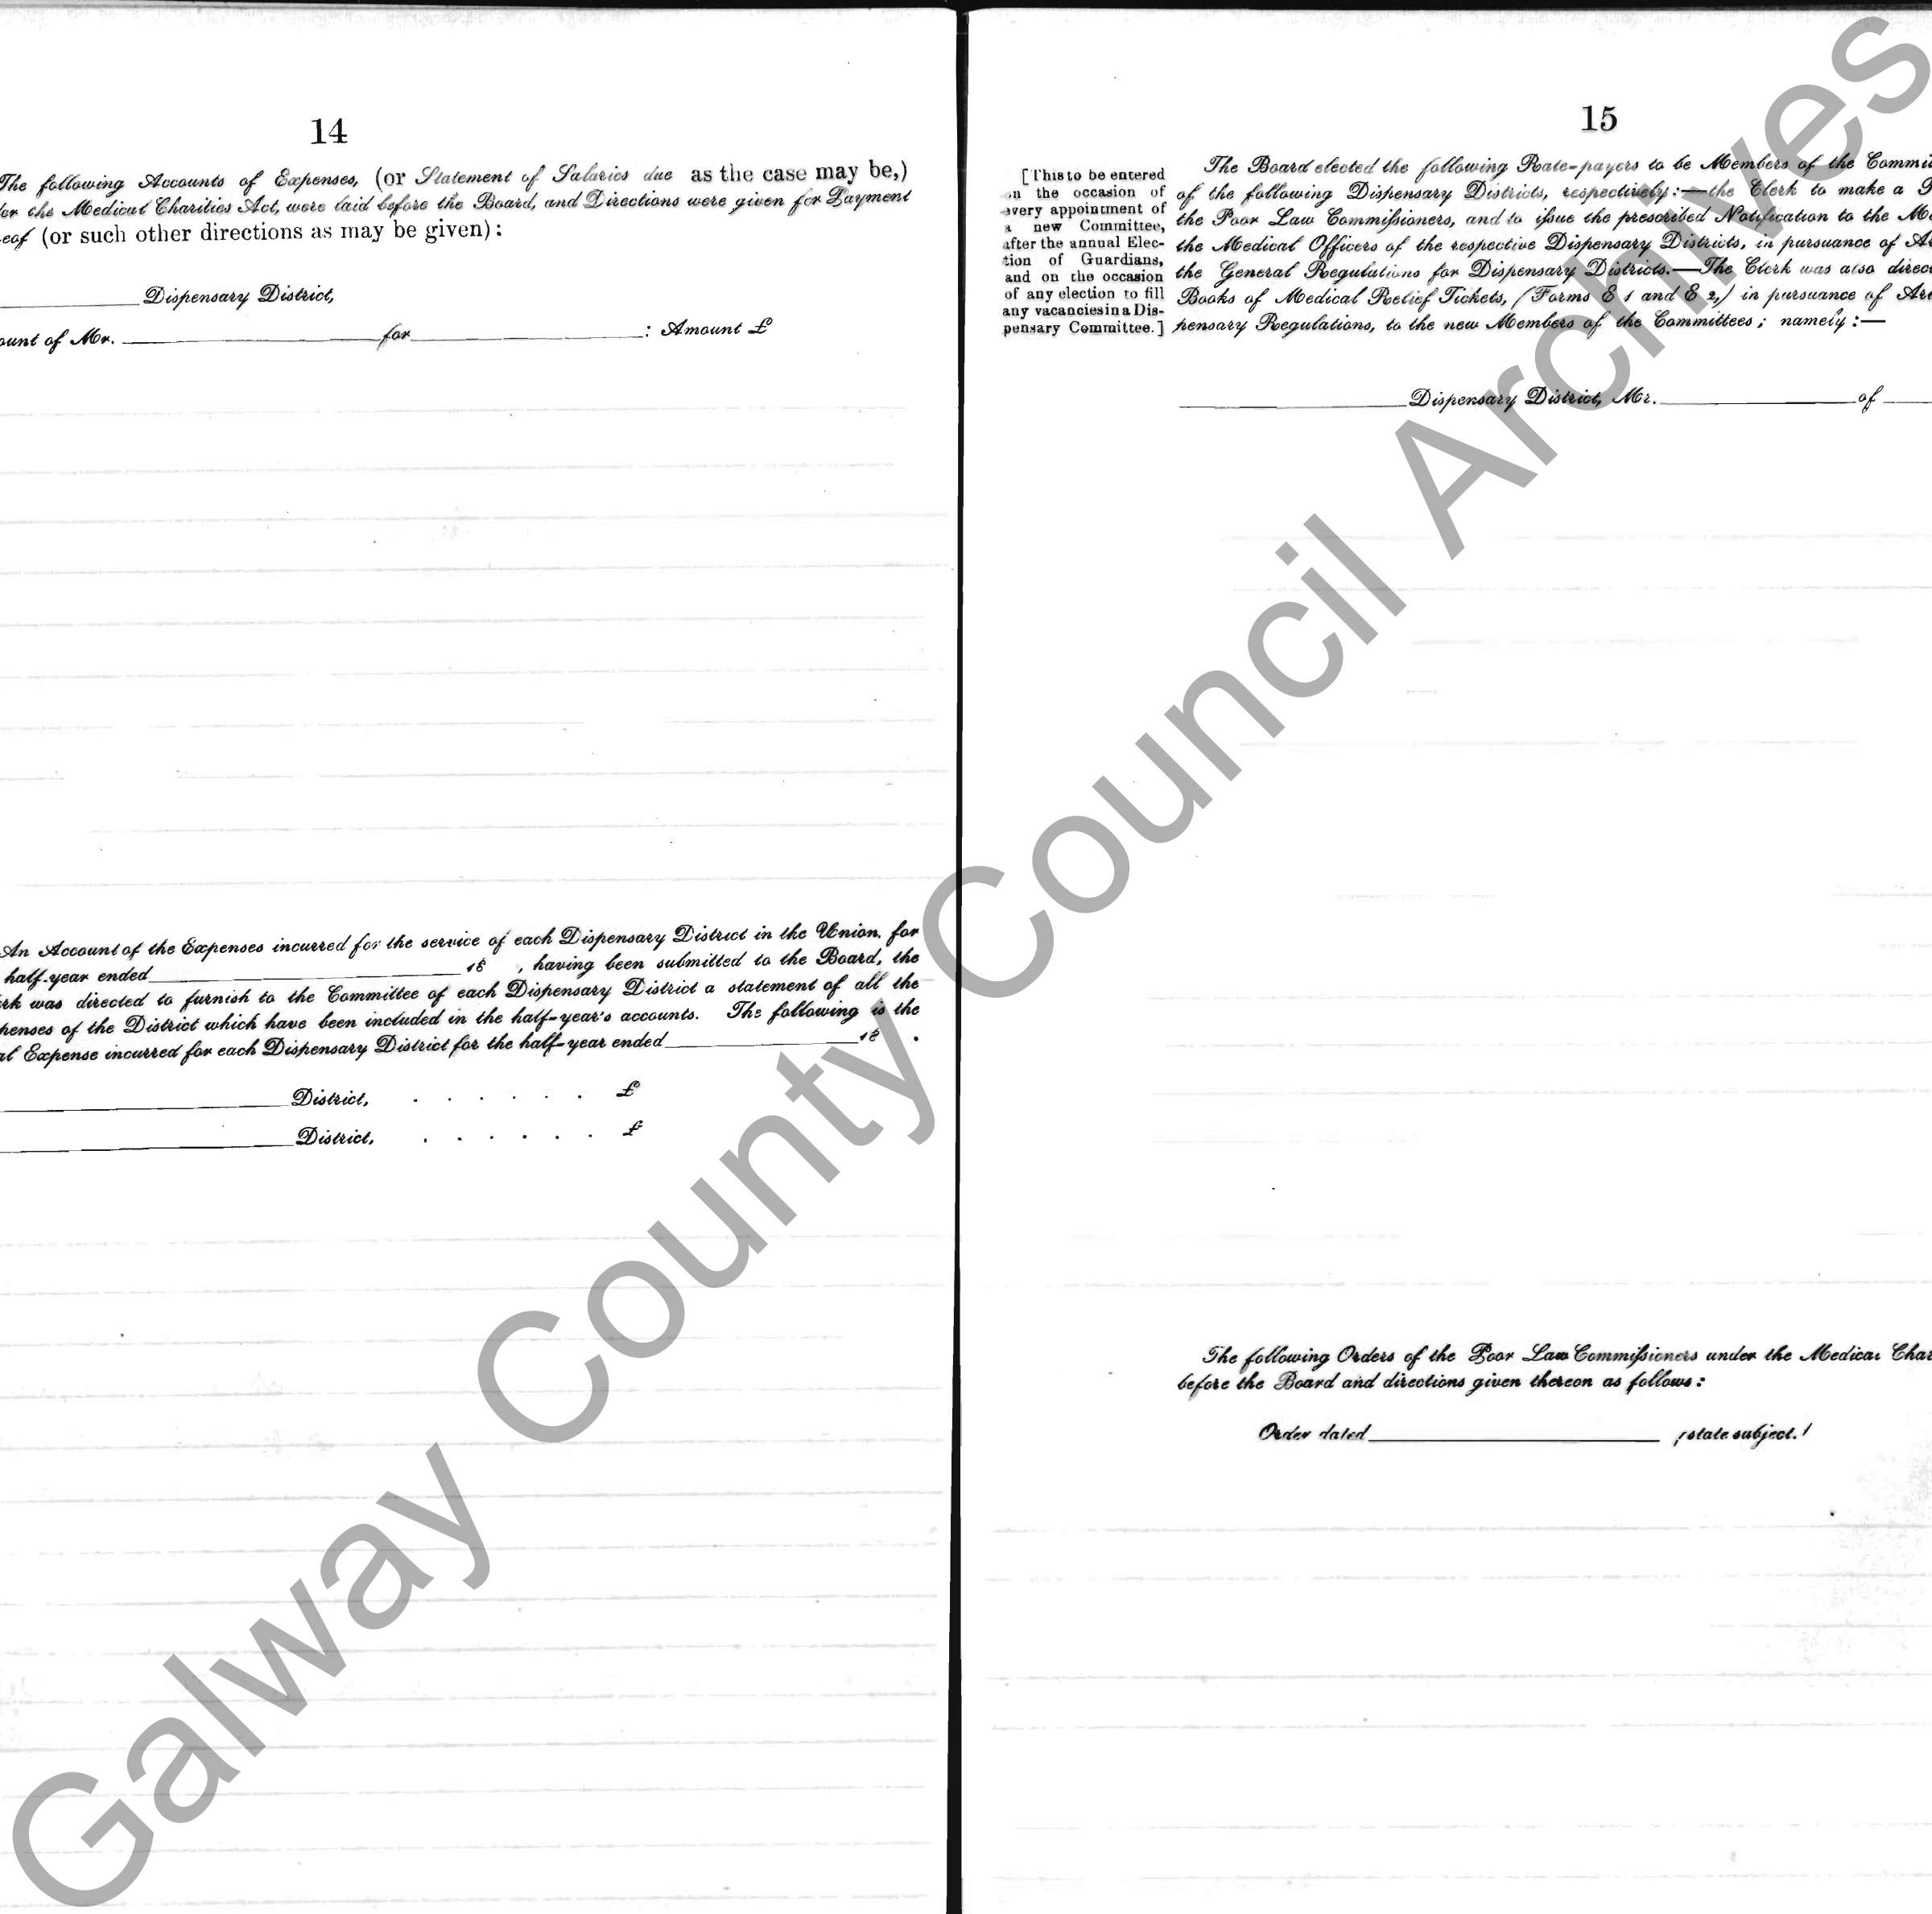 14
The following Accounts of Expenses, (or Statement of Salaries due as the case may be,)
the Medical Charities Act, were laid before the Board, and Directions were given for Payment
(or such other directions as may be given):
Dispensary District,
of Mr. for : Amount £
An Account of the Expenses incurred for the service of each Dispensary District in the Union, for
half-year ended 18 , having been submitted to the Board, the
was directed to furnish to the Committee of each Dispensary District a statement of all the
of the District which have been included in the half-year's accounts. The following is the
Expense incurred for each Dispensary District for the half-year ended 18 .
District, . . . . . . £
District, . . . . . . £
15
[This to be entered
on the occasion of
every appointment of
a new Committee,
after the annual Elec-
tion of Guardians,
and on the occasion
of any election to fill
any vacancies in a Dis-
pensary Committee.]
The Board elected the following Rate-payers to be Members of the
of the following Dispensary Districts, respectively:—the Clerk to make a
the Poor Law Commissioners, and to issue the prescribed Notification to the
the Medical Officers of the respective Dispensary Districts, in pursuance of
the General Regulations for Dispensary Districts.—The Clerk was also
Books of Medical Relief Tickets, (Forms E 1 and E 2,) in pursuance of
pensary Regulations, to the new Members of the Committees; namely:—
Dispensary District, Mr. of
The following Orders of the Poor Law Commissioners under the Medical
before the Board and directions given thereon as follows:
Order dated (state subject.)
Galway County Council Archives